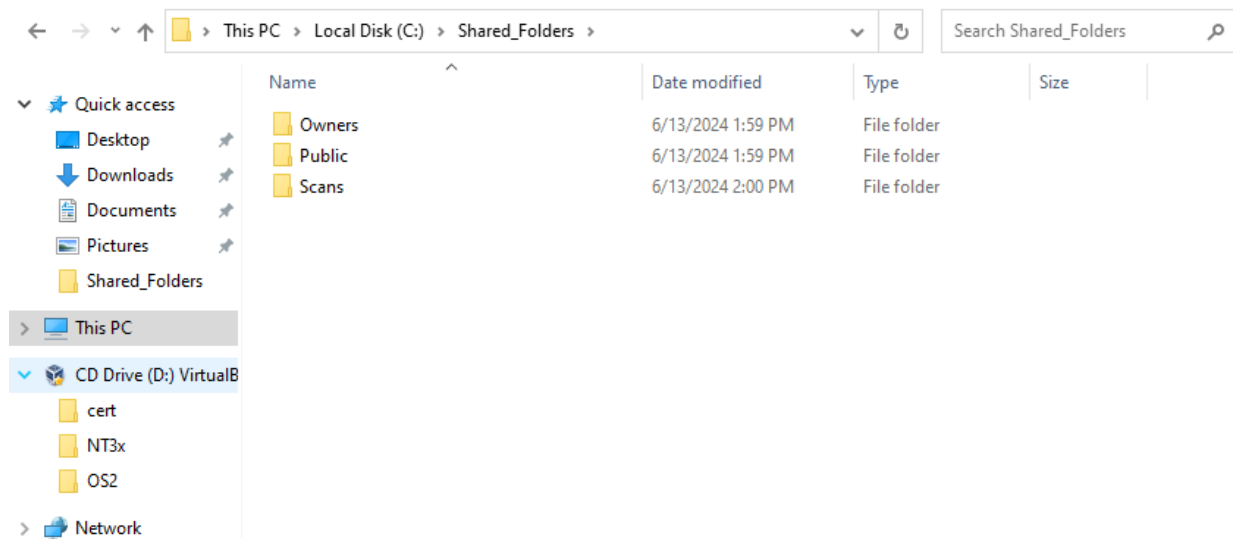 This PC > Local Disk (C:) > Shared_Folders >
Search Shared_Folders
Name Date modified Type Size
Quick access
Desktop
Downloads
Documents
Pictures
Shared_Folders
This PC
CD Drive (D:) VirtualB
cert
NT3x
OS2
Network
Owners 6/13/2024 1:59 PM File folder
Public 6/13/2024 1:59 PM File folder
Scans 6/13/2024 2:00 PM File folder